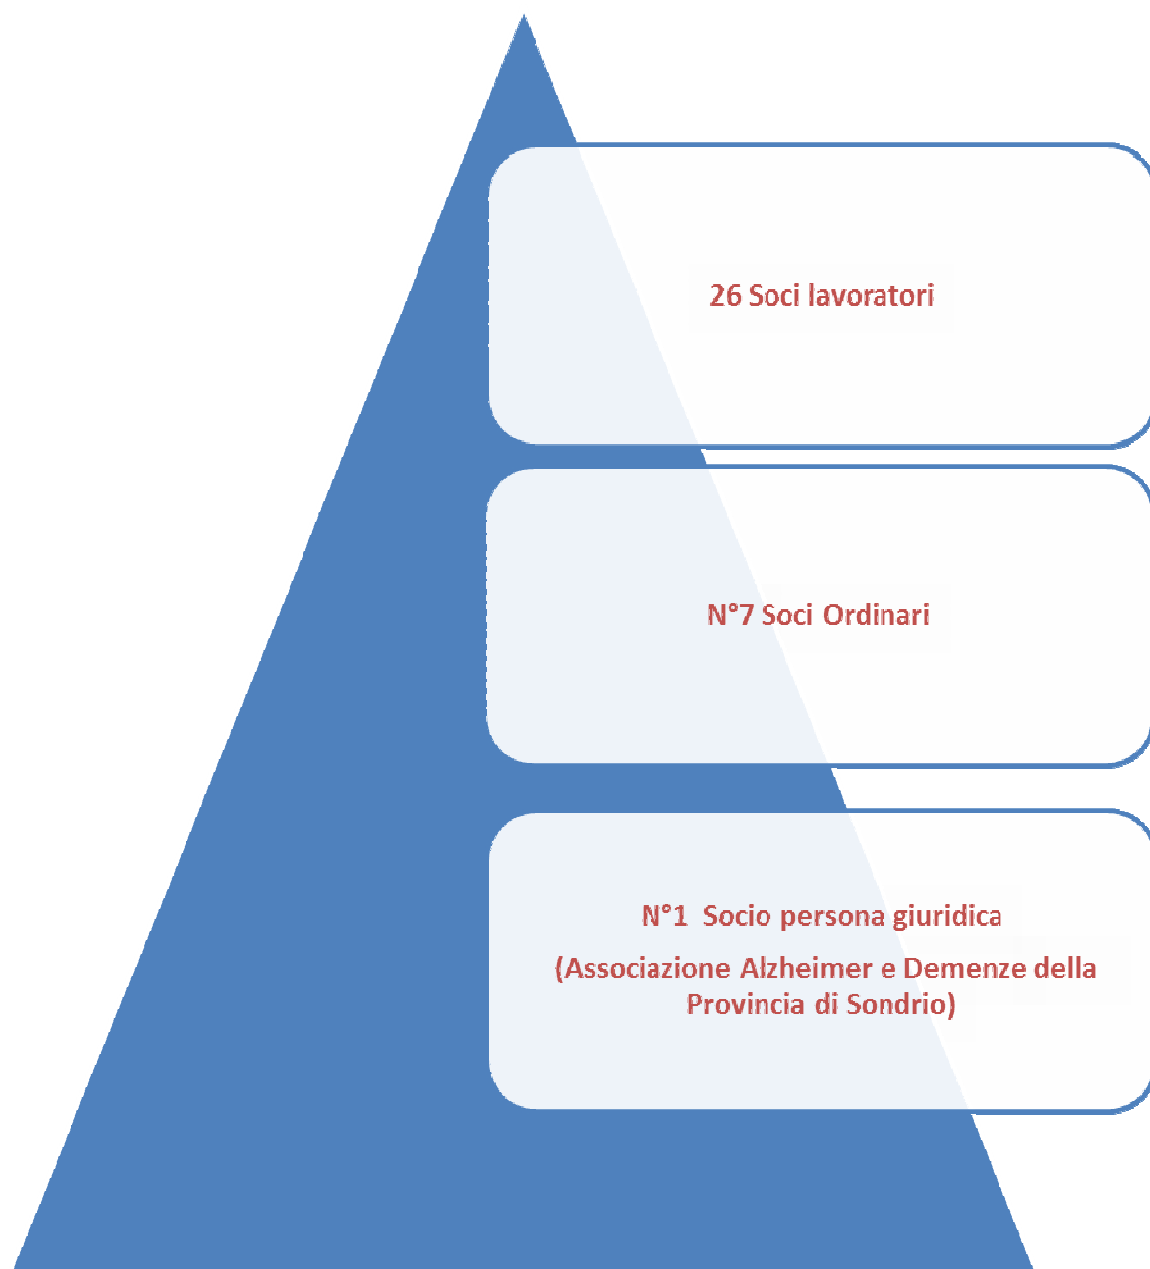 26 Soci lavoratori
N°7 Soci Ordinari
N°1 Socio persona giuridica
(Associazione Alzheimer e Demenze della
Provincia di Sondrio)